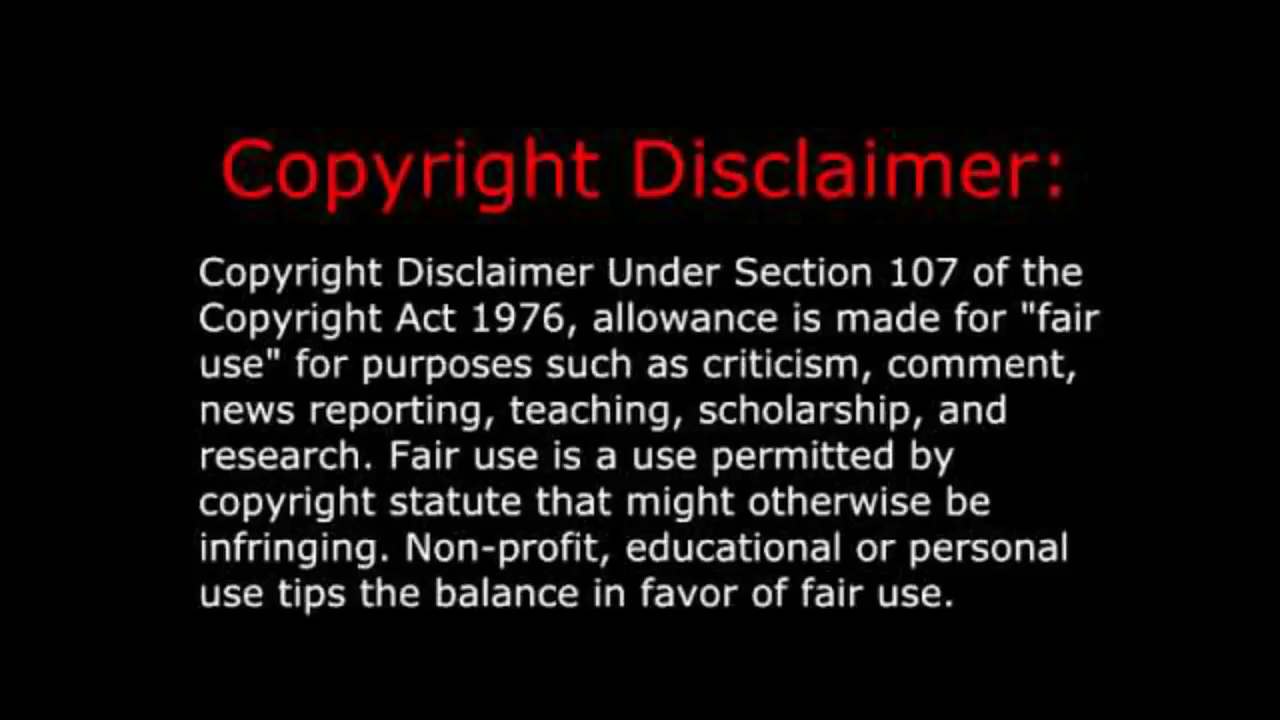 Copyright Disclaimer:
Copyright Disclaimer Under Section 107 of the
Copyright Act 1976, allowance is made for "fair
use" for purposes such as criticism, comment,
news reporting, teaching, scholarship, and
research. Fair use is a use permitted by
copyright statute that might otherwise be
infringing. Non-profit, educational or personal
use tips the balance in favor of fair use.